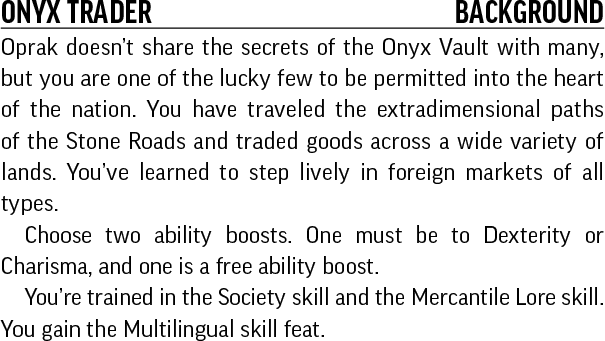 ONYX TRADER BACKGROUND
Oprak doesn’t share the secrets of the Onyx Vault with many,
but you are one of the lucky few to be permitted into the heart
of the nation. You have traveled the extradimensional paths
of the Stone Roads and traded goods across a wide variety of
lands. You’ve learned to step lively in foreign markets of all
types.
Choose two ability boosts. One must be to Dexterity or
Charisma, and one is a free ability boost.
You’re trained in the Society skill and the Mercantile Lore skill.
You gain the Multilingual skill feat.